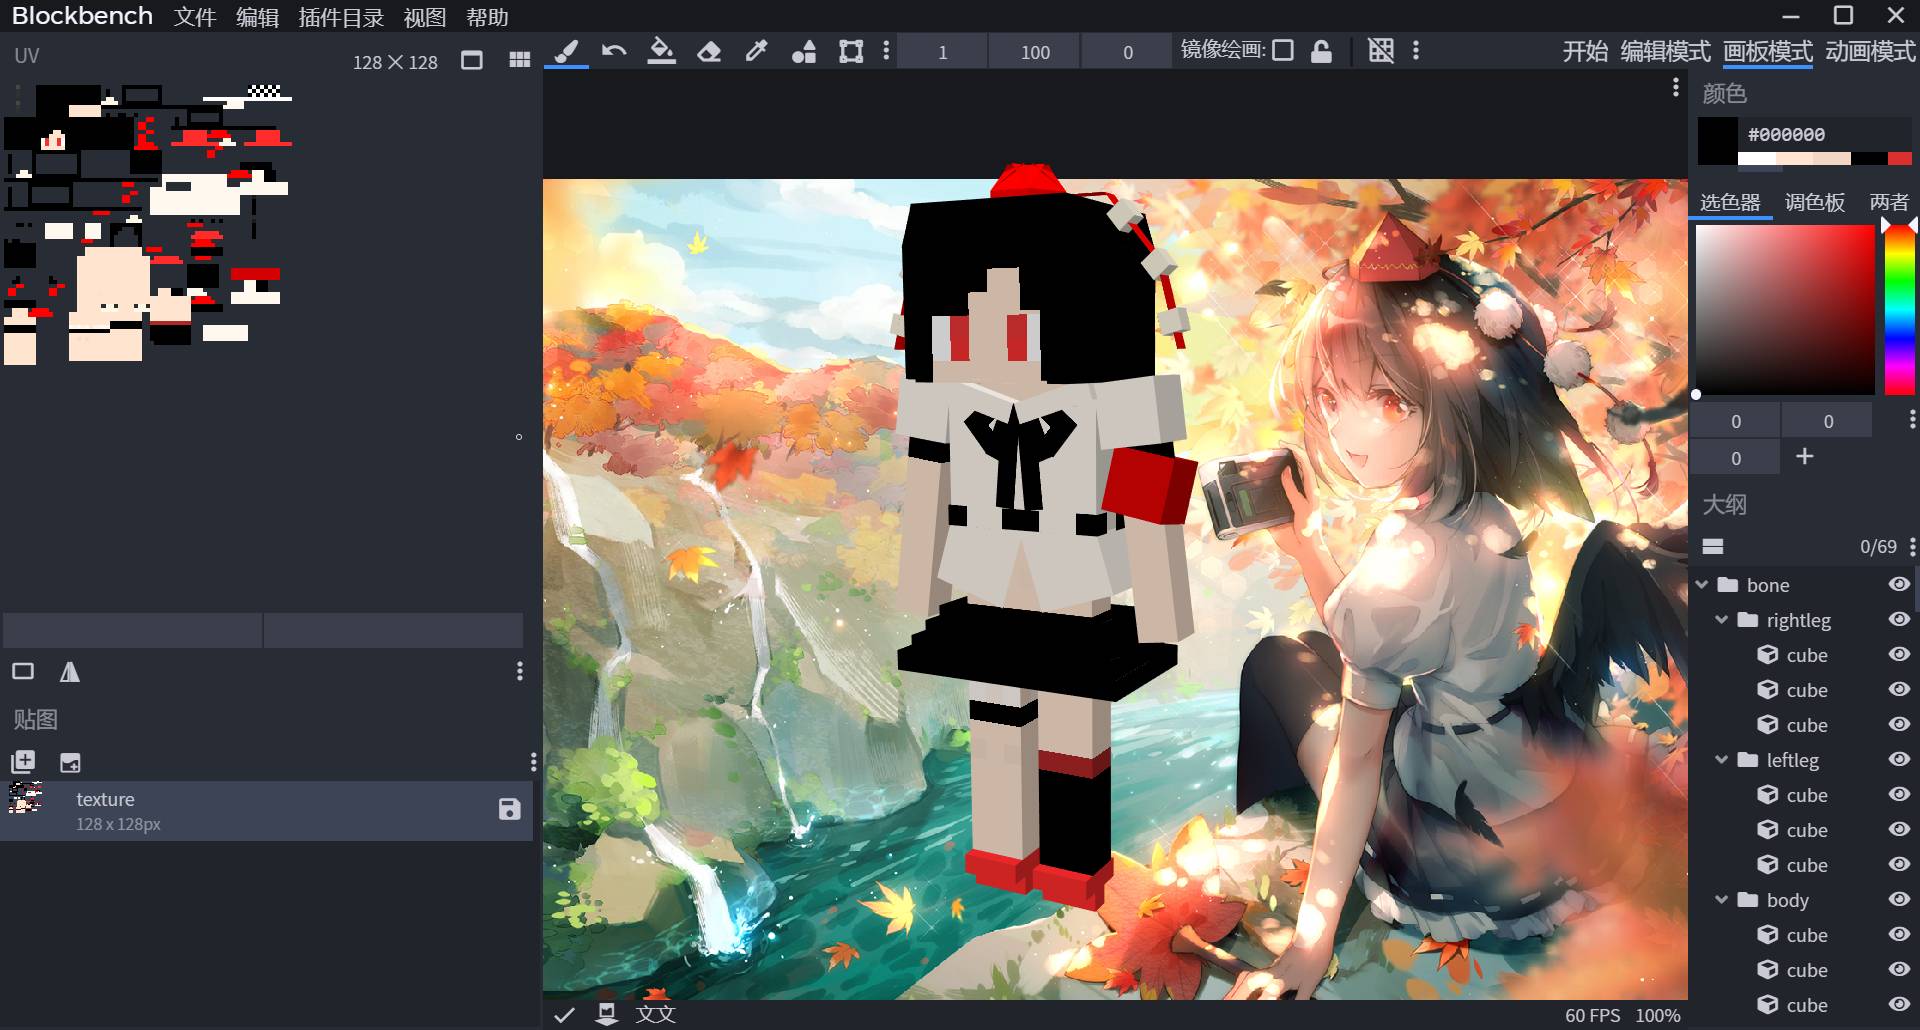 Blockbench 文件 编辑 插件目录 视图 帮助
UV
128×128
1
100
0
镜像绘画:
开始 编辑模式 画板模式 动画模式
颜色
#000000
选色器 调色板 两者
0
0
0
大纲
0/69
bone
rightleg
cube
cube
cube
leftleg
cube
cube
cube
body
cube
cube
cube
贴图
texture
128 x 128px
文文
60 FPS 100%